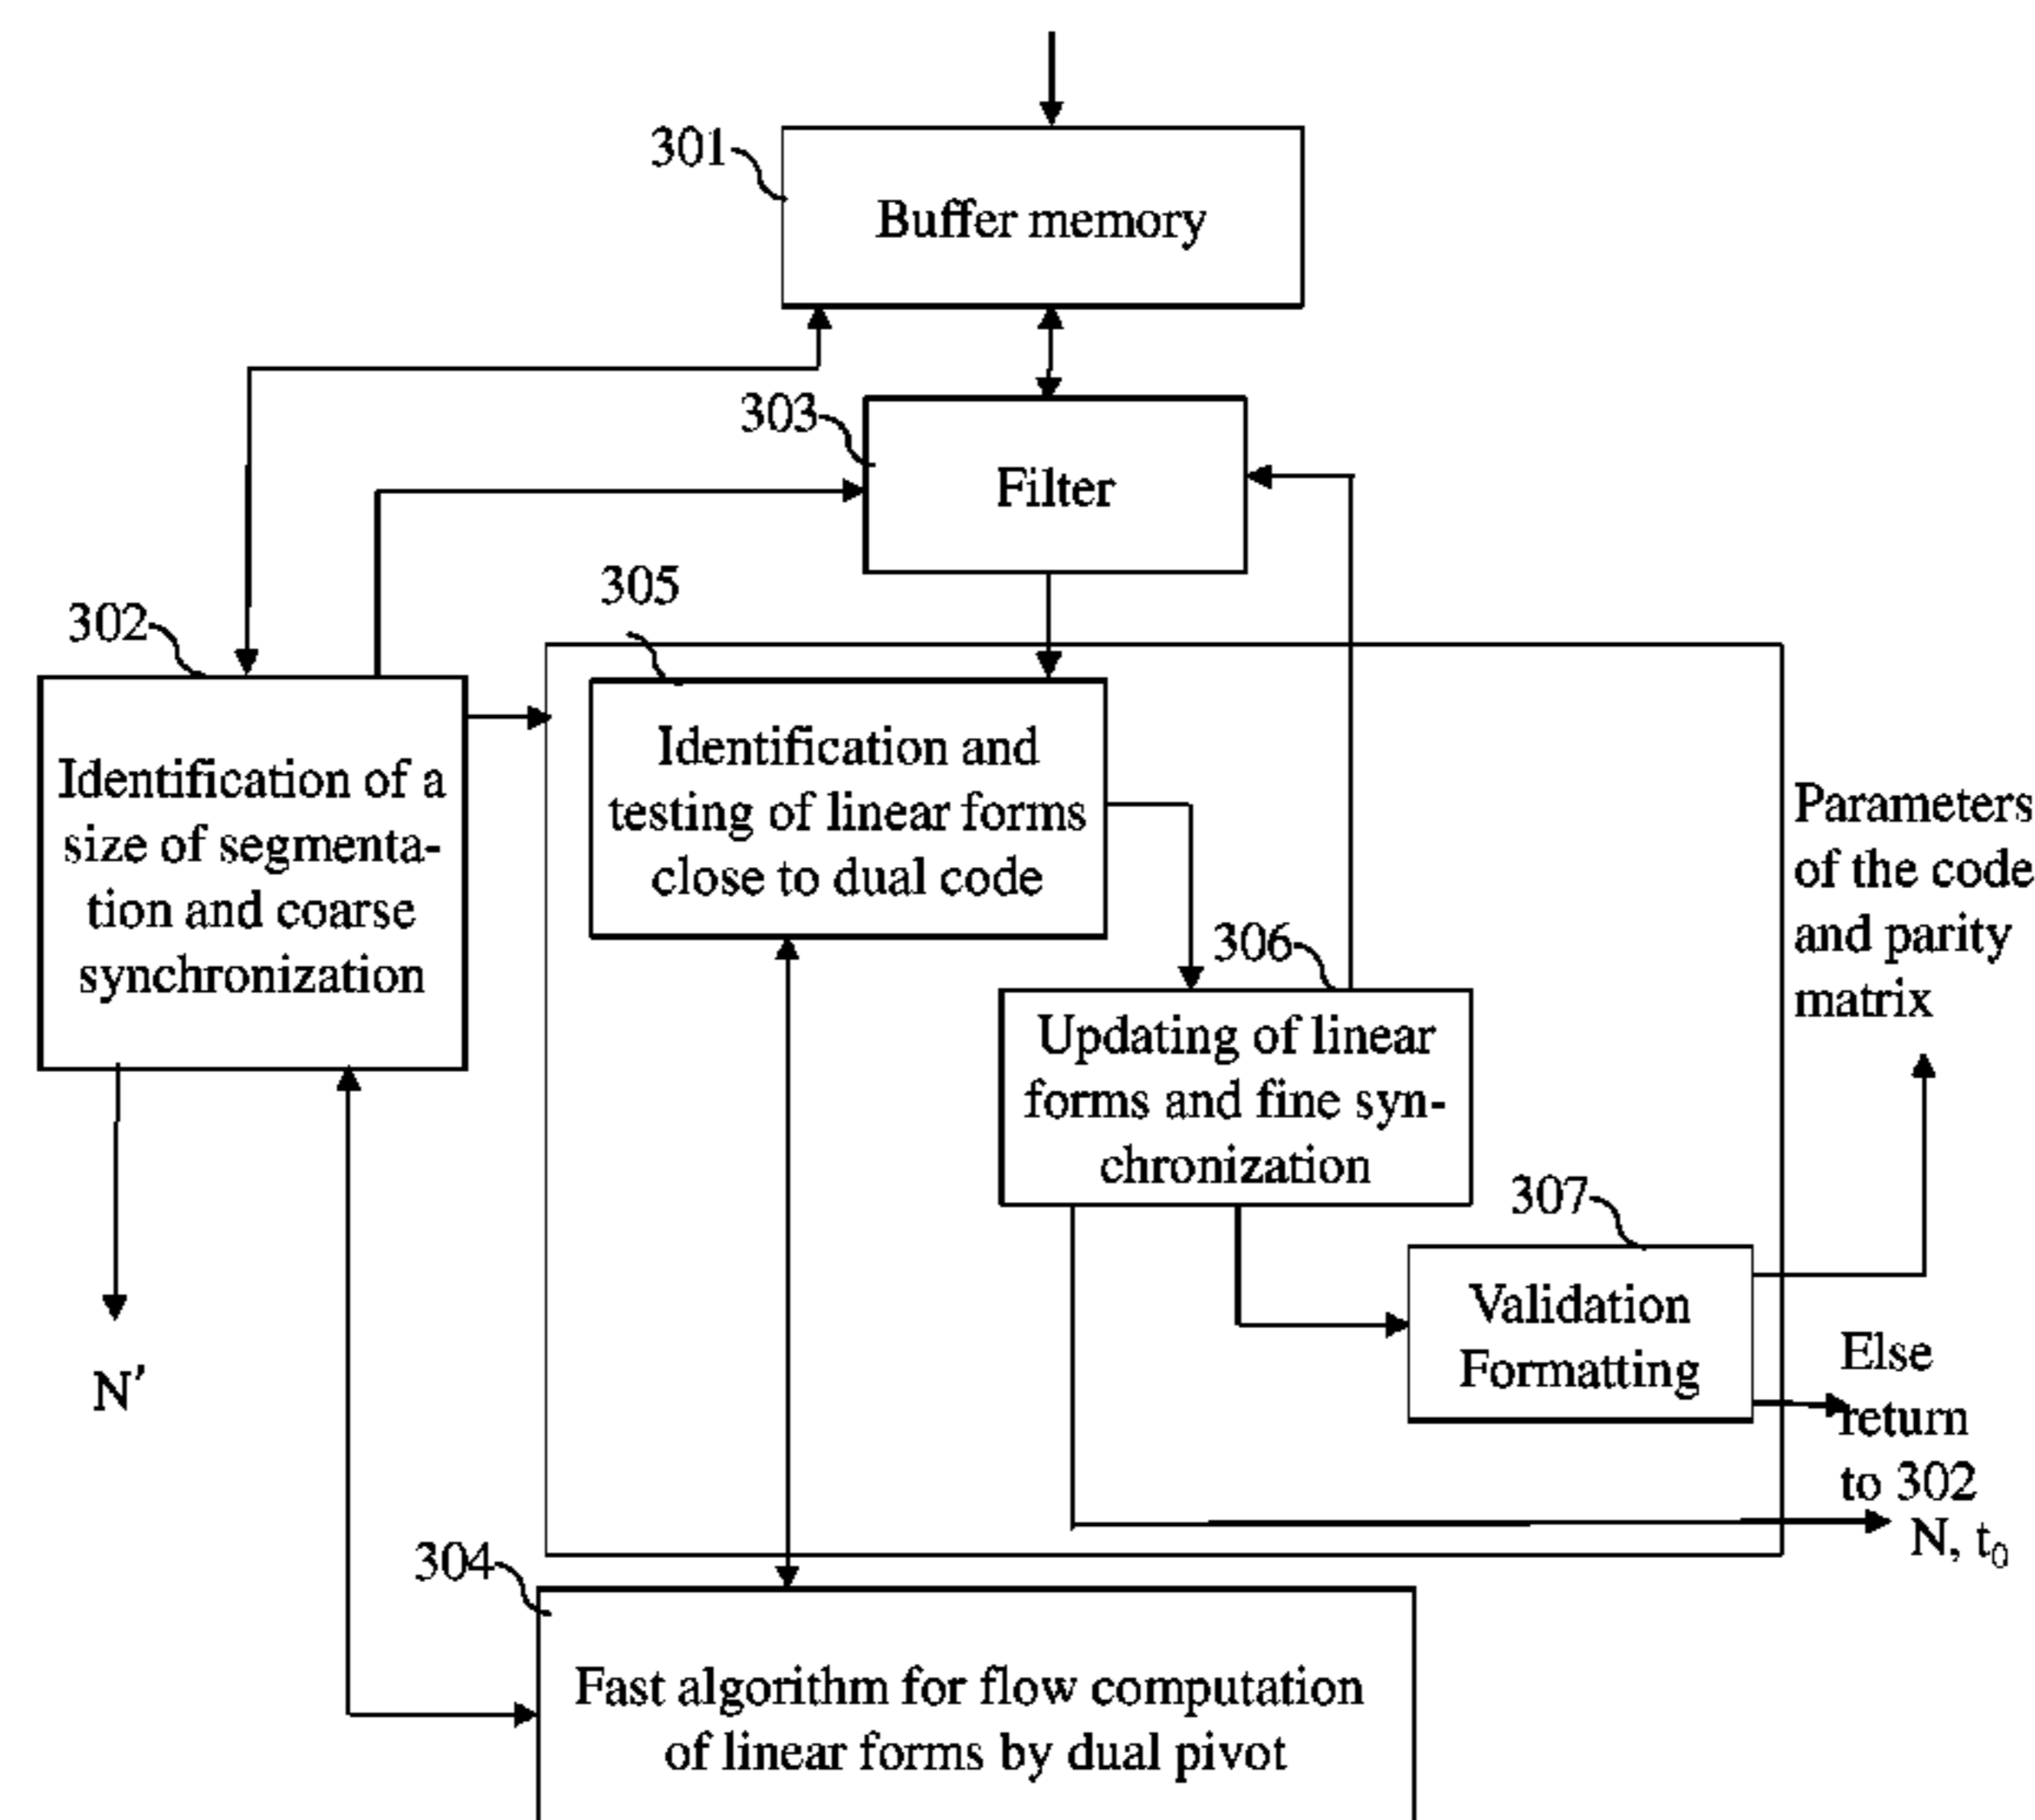 301
Buffer memory
303
Filter
305
302
Identification of a
size of segmenta-
tion and coarse
synchronization
Identification and
testing of linear forms
close to dual code
Parameters
of the code
and parity
matrix
306
Updating of linear
forms and fine syn-
chronization
307
Validation
Formatting
Else
return
to 302
N, t₀
N'
304
Fast algorithm for flow computation
of linear forms by dual pivot